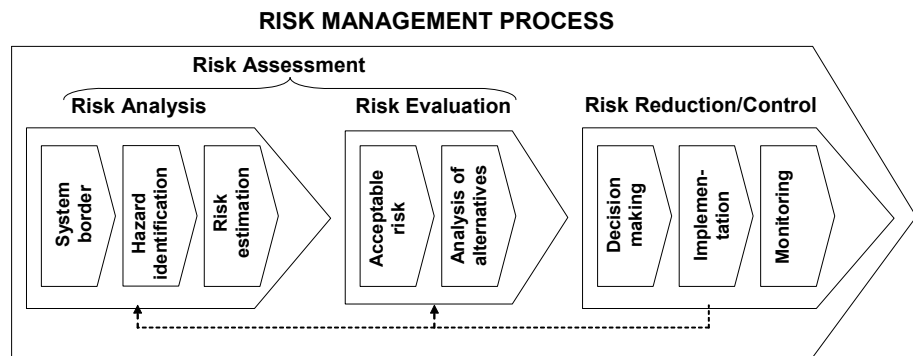 RISK MANAGEMENT PROCESS
Risk Assessment
Risk Analysis
Risk Evaluation
Risk Reduction/Control
System
border
Hazard
identification
Risk
estimation
Acceptable
risk
Analysis of
alternatives
Decision
making
Implemen-
tation
Monitoring